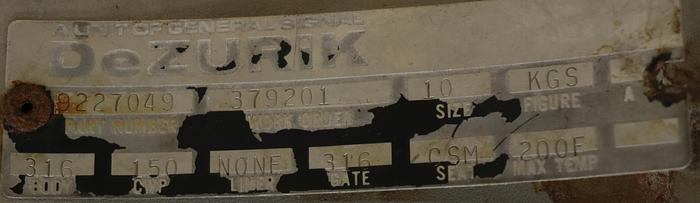 A UNIT OF GENERAL SIGNAL
DeZURIK
9227049 379201 10 KGS
PART NUMBER WORK ORDER SIZE FIGURE A
316 150 NONE 316 CSM 200F
BODY CWP LINER GATE SEAT MAX TEMP